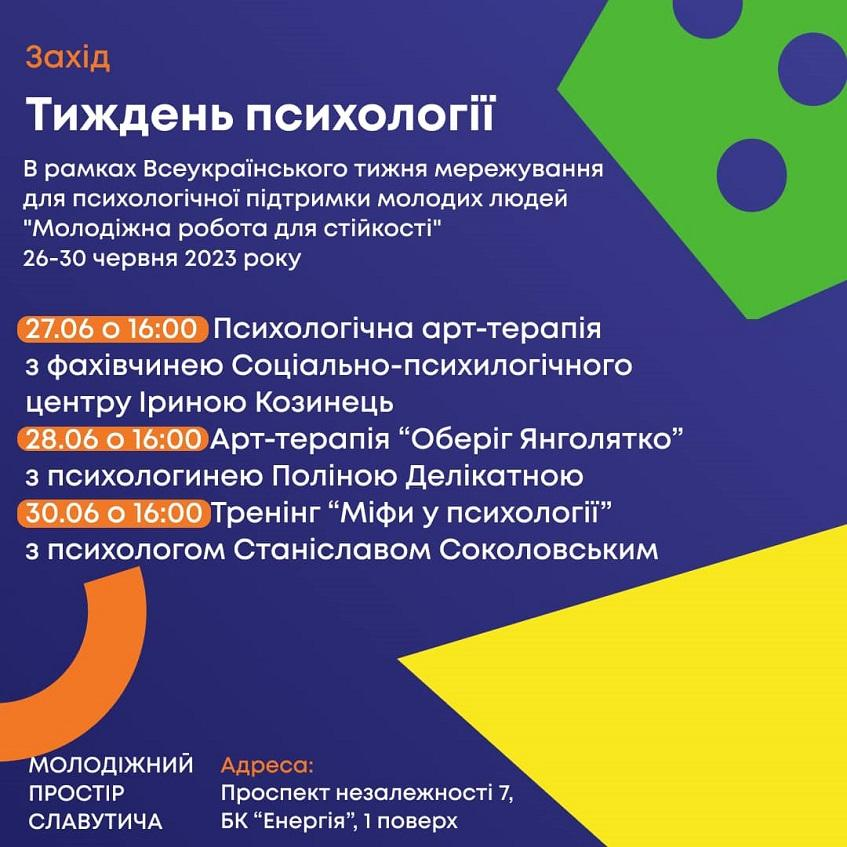 Захід
Тиждень психології
В рамках Всеукраїнського тижня мережування
для психологічної підтримки молодих людей
"Молодіжна робота для стійкості"
26-30 червня 2023 року
27.06 о 16:00 Психологічна арт-терапія
з фахівчинею Соціально-психилогічного
центру Іриною Козинець
28.06 о 16:00 Арт-терапія “Оберіг Янголятко”
з психологинею Поліною Делікатною
30.06 о 16:00 Тренінг “Міфи у психології”
з психологом Станіславом Соколовським
МОЛОДІЖНИЙ
ПРОСТІР
СЛАВУТИЧА
Адреса:
Проспект незалежності 7,
БК “Енергія”, 1 поверх